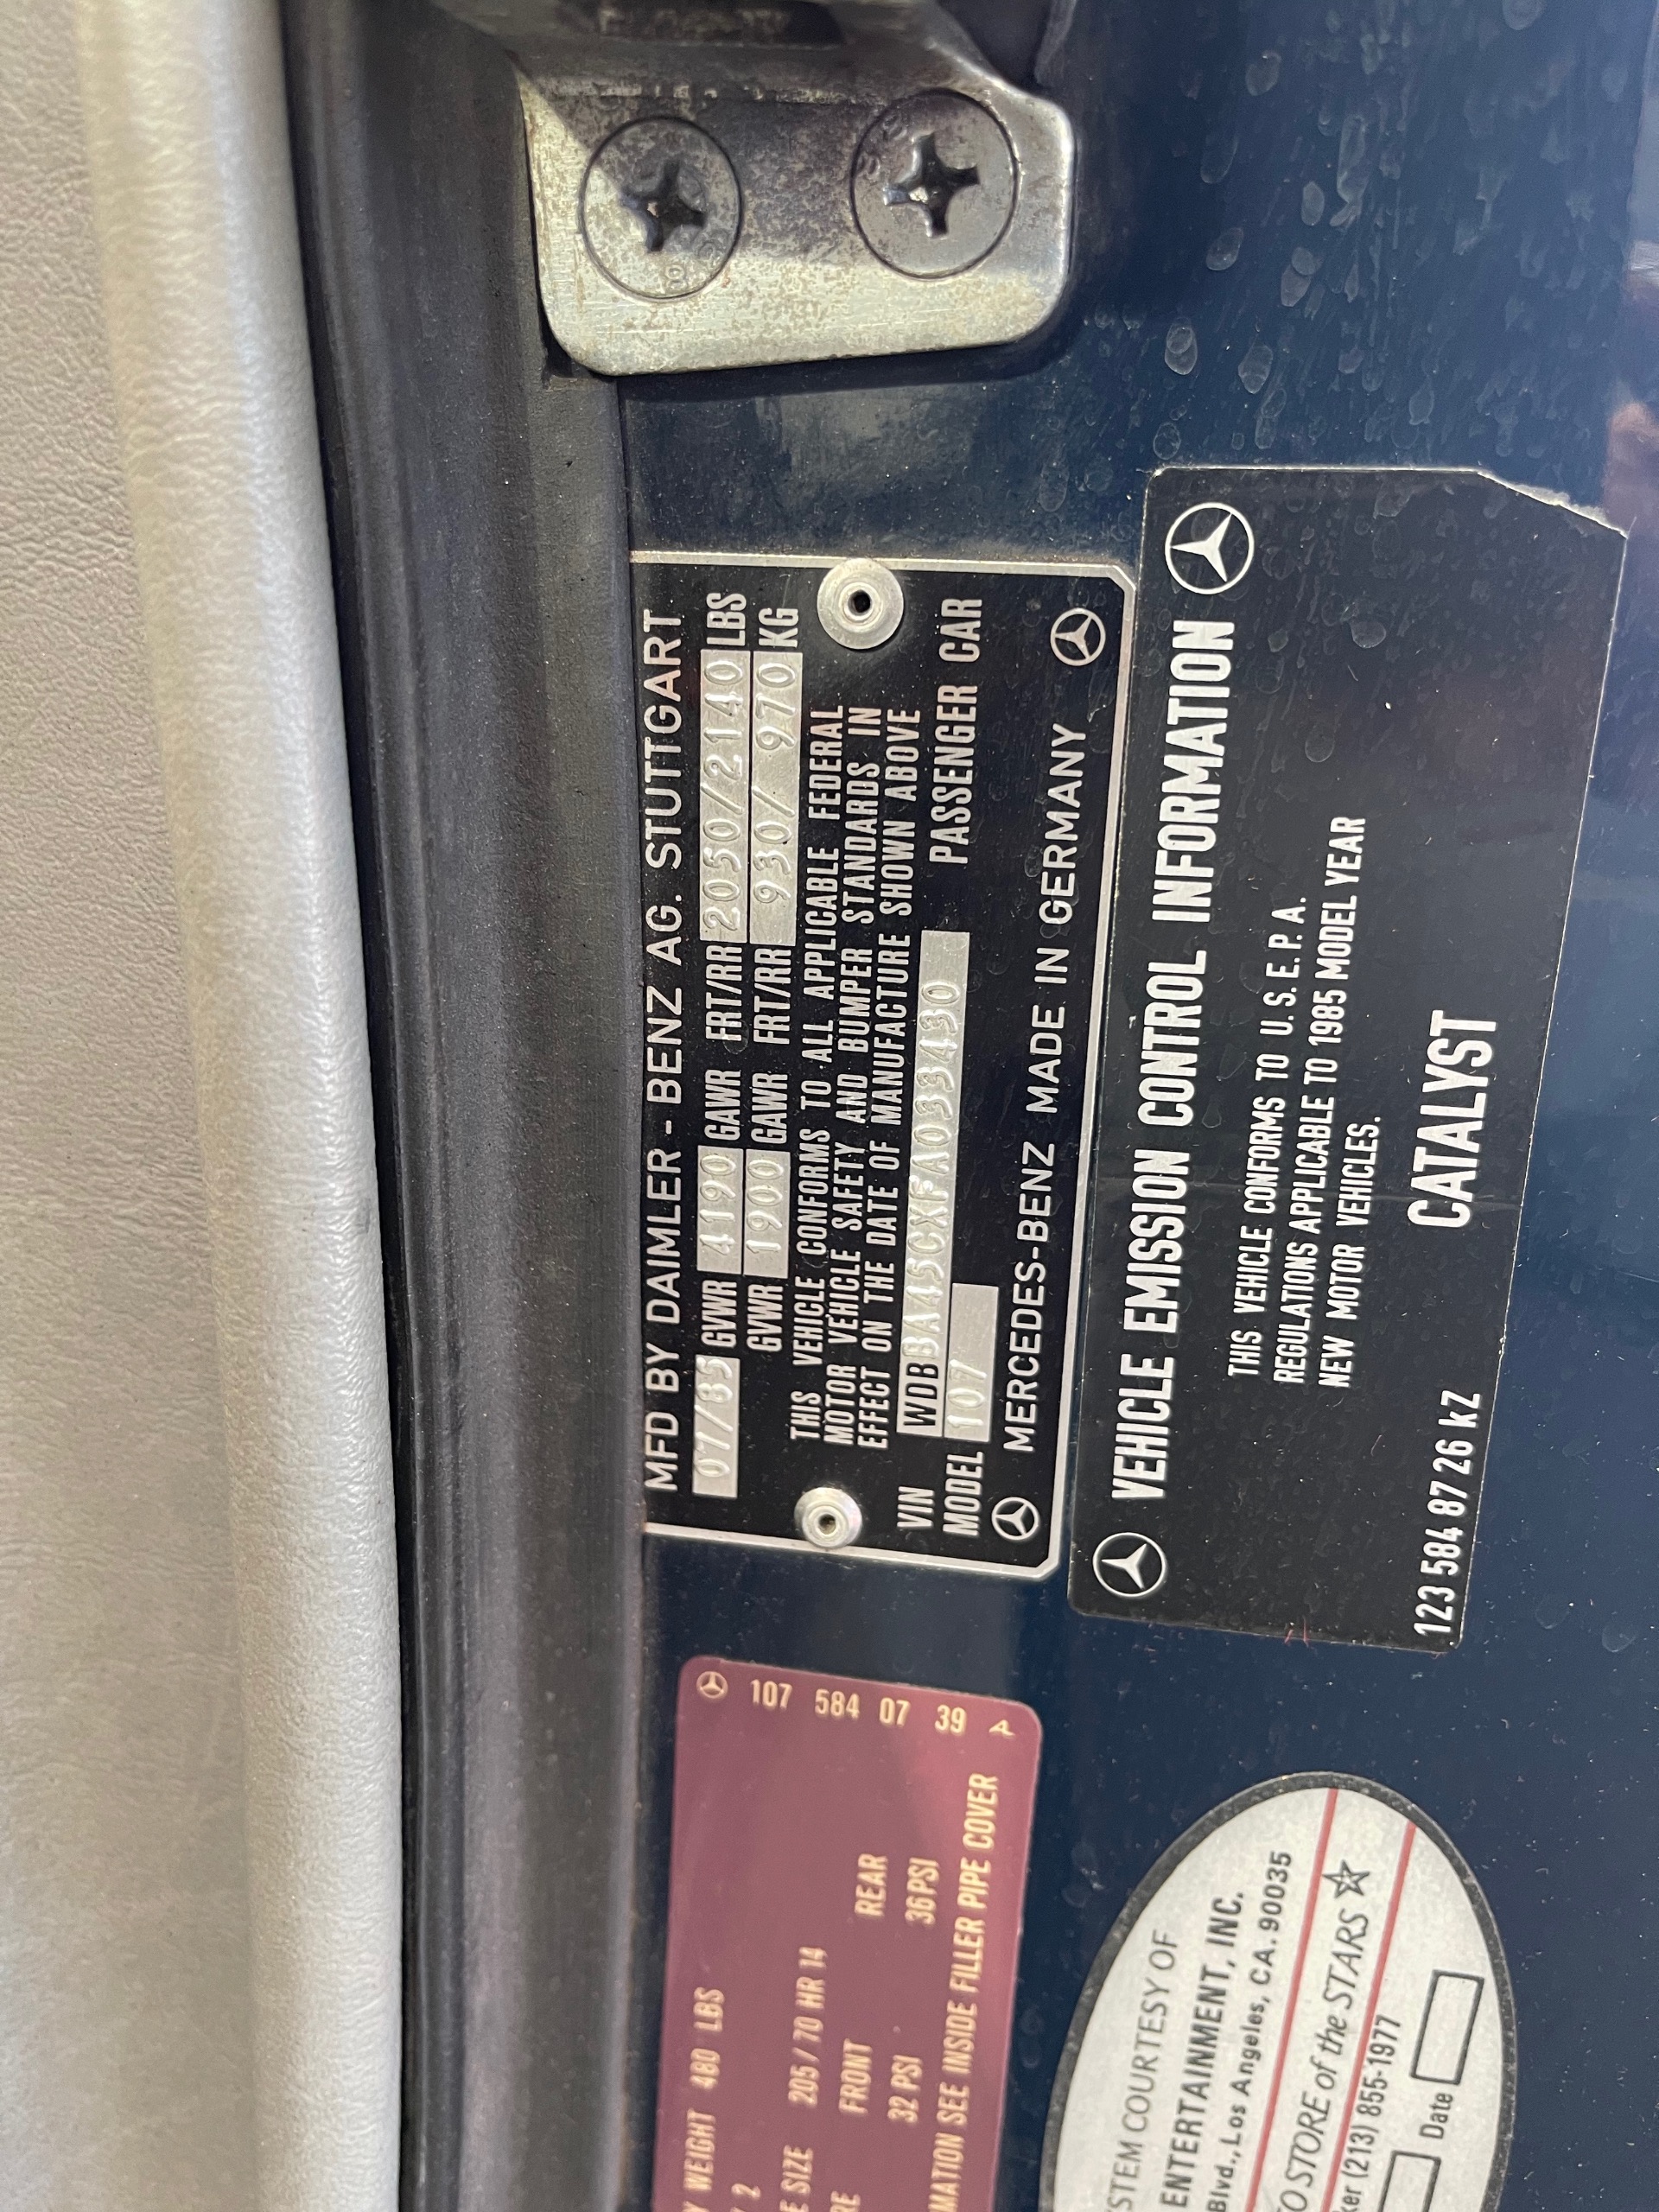 MFD BY DAIMLER-BENZ AG. STUTTGART
07/85 GVWR 4190 GAWR FRT/RR 2050/2140 LBS
GVWR 1900 GAWR FRT/RR 930/ 970 KG
THIS VEHICLE CONFORMS TO ALL APPLICABLE FEDERAL
MOTOR VEHICLE SAFETY AND BUMPER STANDARDS IN
EFFECT ON THE DATE OF MANUFACTURE SHOWN ABOVE
VIN WDBBA45CXFA033430 PASSENGER CAR
MODEL 107
MERCEDES-BENZ MADE IN GERMANY
VEHICLE EMISSION CONTROL INFORMATION
THIS VEHICLE CONFORMS TO U.S.E.P.A.
REGULATIONS APPLICABLE TO 1985 MODEL YEAR
NEW MOTOR VEHICLES.
CATALYST
123 584 87 26 kZ
107 584 07 39 A
WEIGHT 480 LBS
2
SIZE 205/70 HR 14
FRONT REAR
32 PSI 36 PSI
SEE INSIDE FILLER PIPE COVER
COURTESY OF
ENTERTAINMENT, INC.
Blvd., Los Angeles, CA. 90035
STORE of the STARS
(213) 855-1977
Date